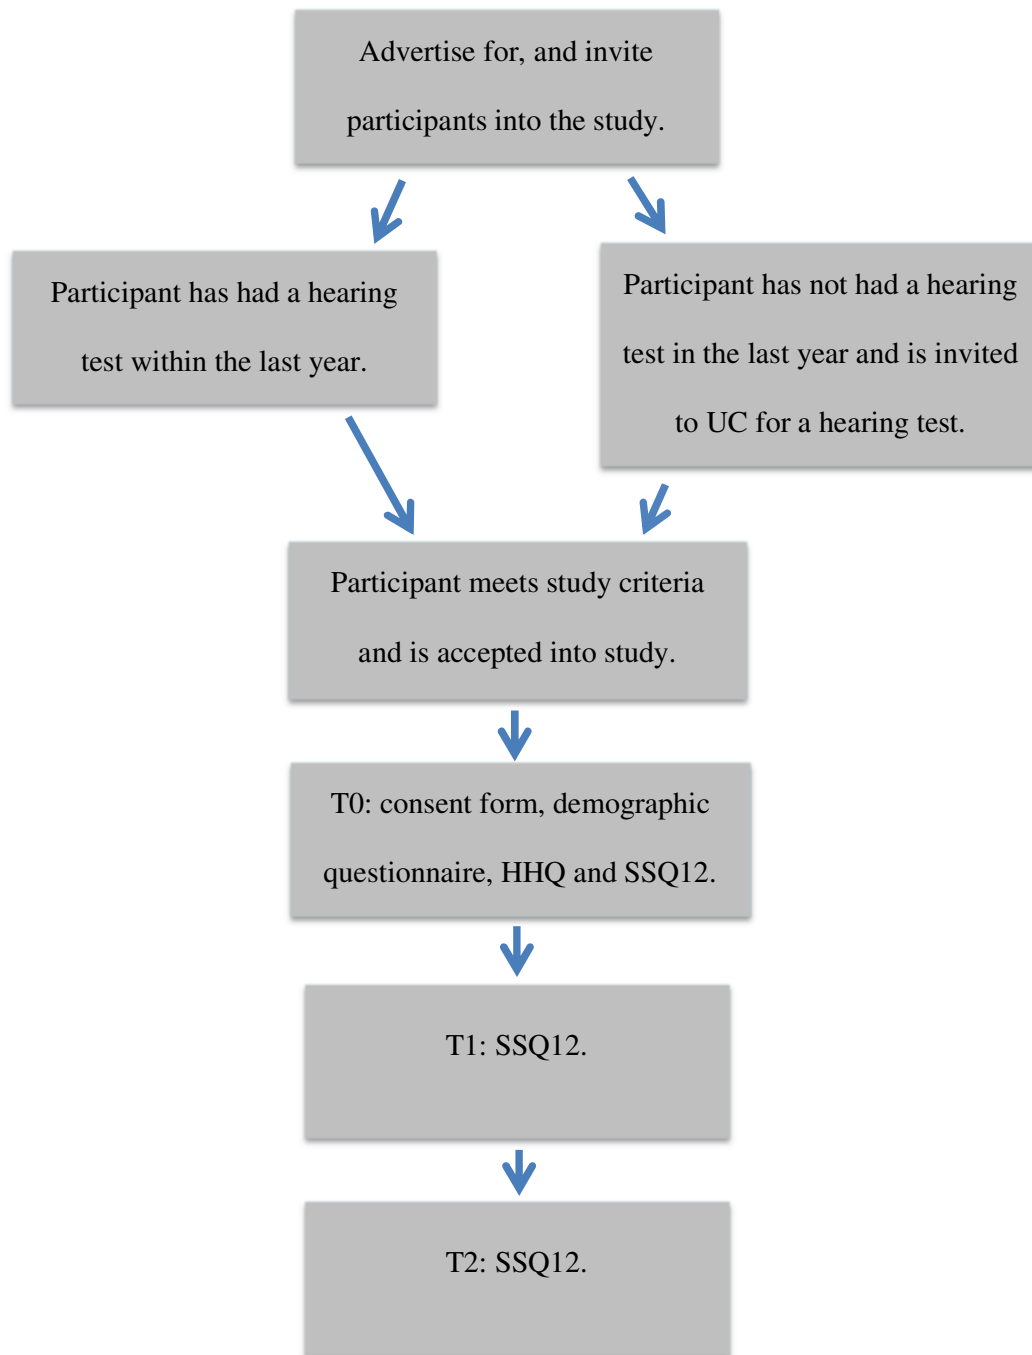 Advertise for, and invite
participants into the study.
Participant has had a hearing
test within the last year.
Participant has not had a hearing
test in the last year and is invited
to UC for a hearing test.
Participant meets study criteria
and is accepted into study.
T0: consent form, demographic
questionnaire, HHQ and SSQ12.
T1: SSQ12.
T2: SSQ12.